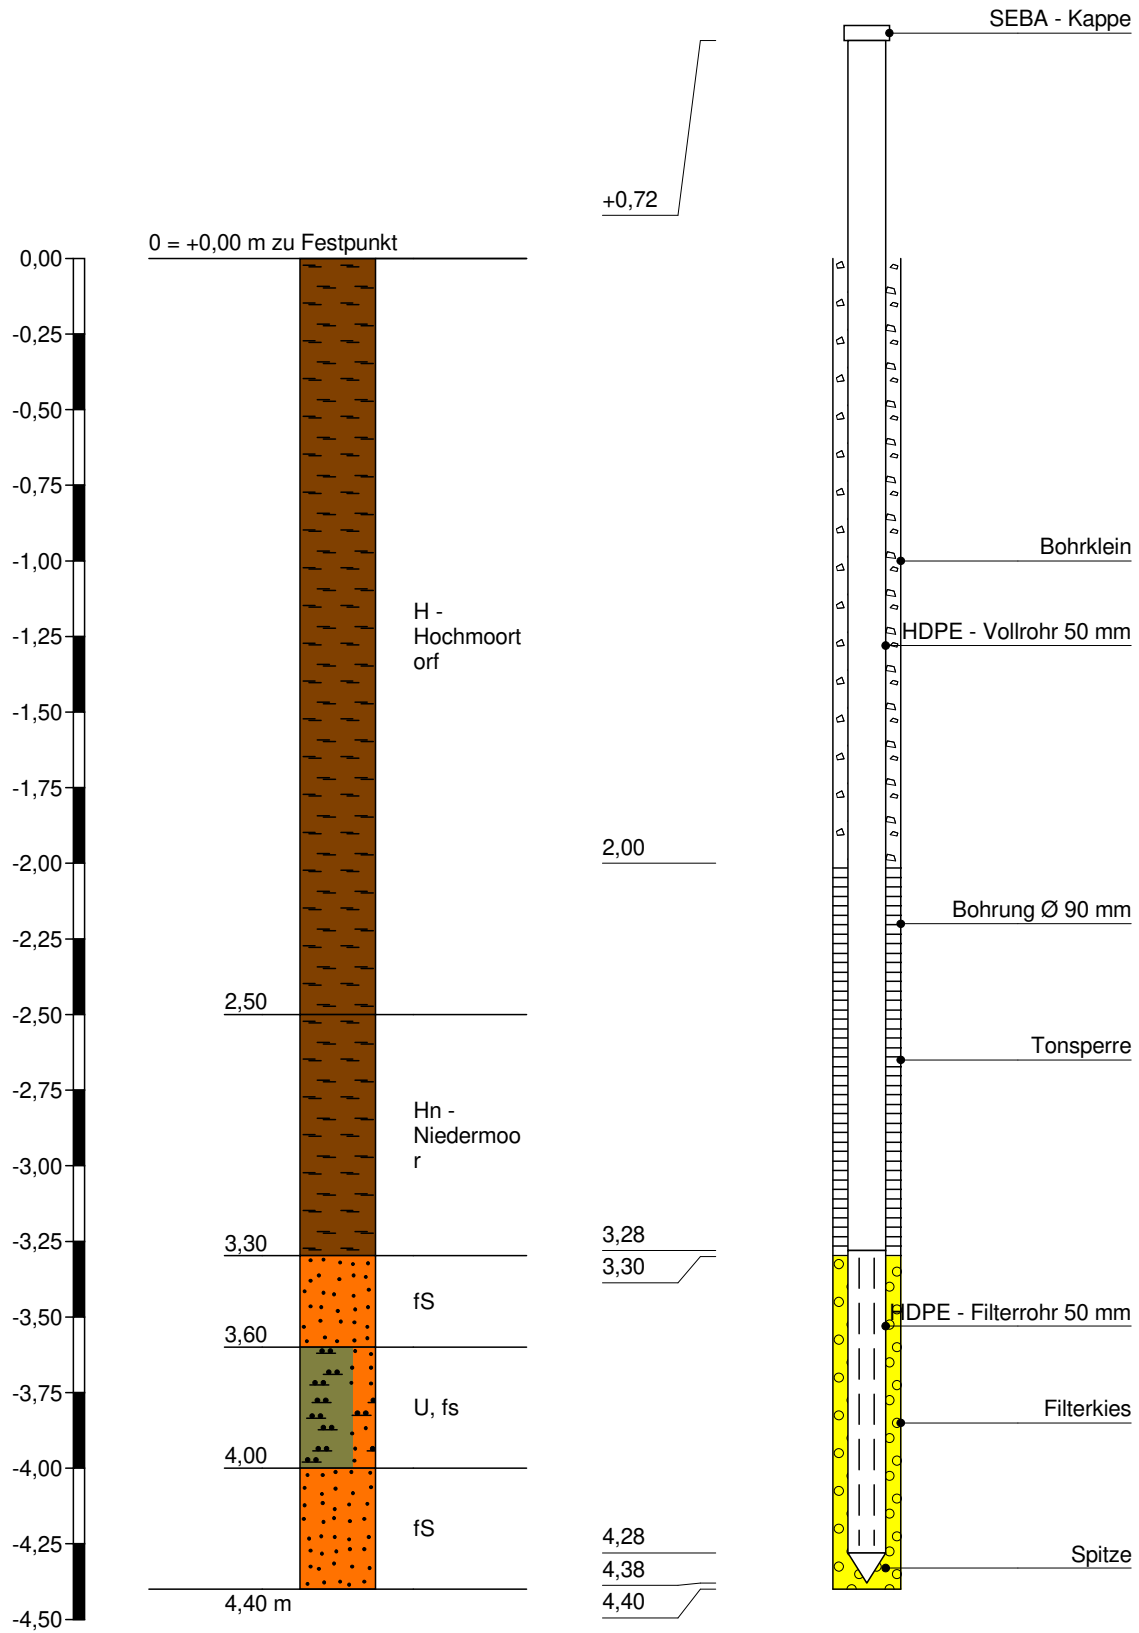 SEBA - Kappe
+0,72
0 = +0,00 m zu Festpunkt
0,00
-0,25
-0,50
-0,75
-1,00
-1,25
-1,50
-1,75
-2,00
-2,25
-2,50
-2,75
-3,00
-3,25
-3,50
-3,75
-4,00
-4,25
-4,50
2,50
3,30
3,60
4,00
4,40 m
H -
Hochmoort
orf
Hn -
Niedermoo
r
fS
U, fs
fS
2,00
3,28
3,30
4,28
4,38
4,40
Bohrklein
HDPE - Vollrohr 50 mm
Bohrung Ø 90 mm
Tonsperre
HDPE - Filterrohr 50 mm
Filterkies
Spitze